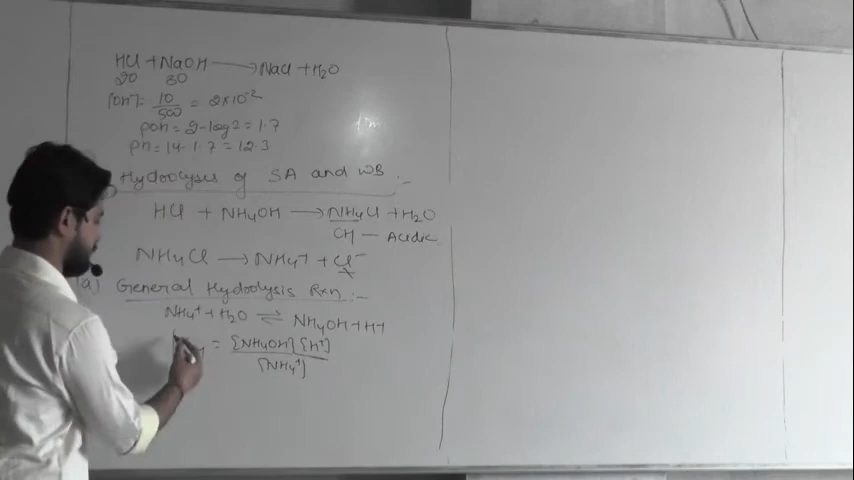 HCl + NaOH → NaCl + H₂O
20 30
[OH⁻] = 10/500 = 2×10⁻²
pOH = 2 - log 2 = 1.7
pH = 14 - 1.7 = 12.3
Hydrolysis of SA and WB :-
HCl + NH₄OH → NH₄Cl + H₂O
CH — Acidic
NH₄Cl → NH₄⁺ + Cl⁻
(a) General Hydrolysis Rxn :-
NH₄⁺ + H₂O ⇌ NH₄OH + H⁺
= [NH₄OH] [H⁺] / [NH₄⁺]